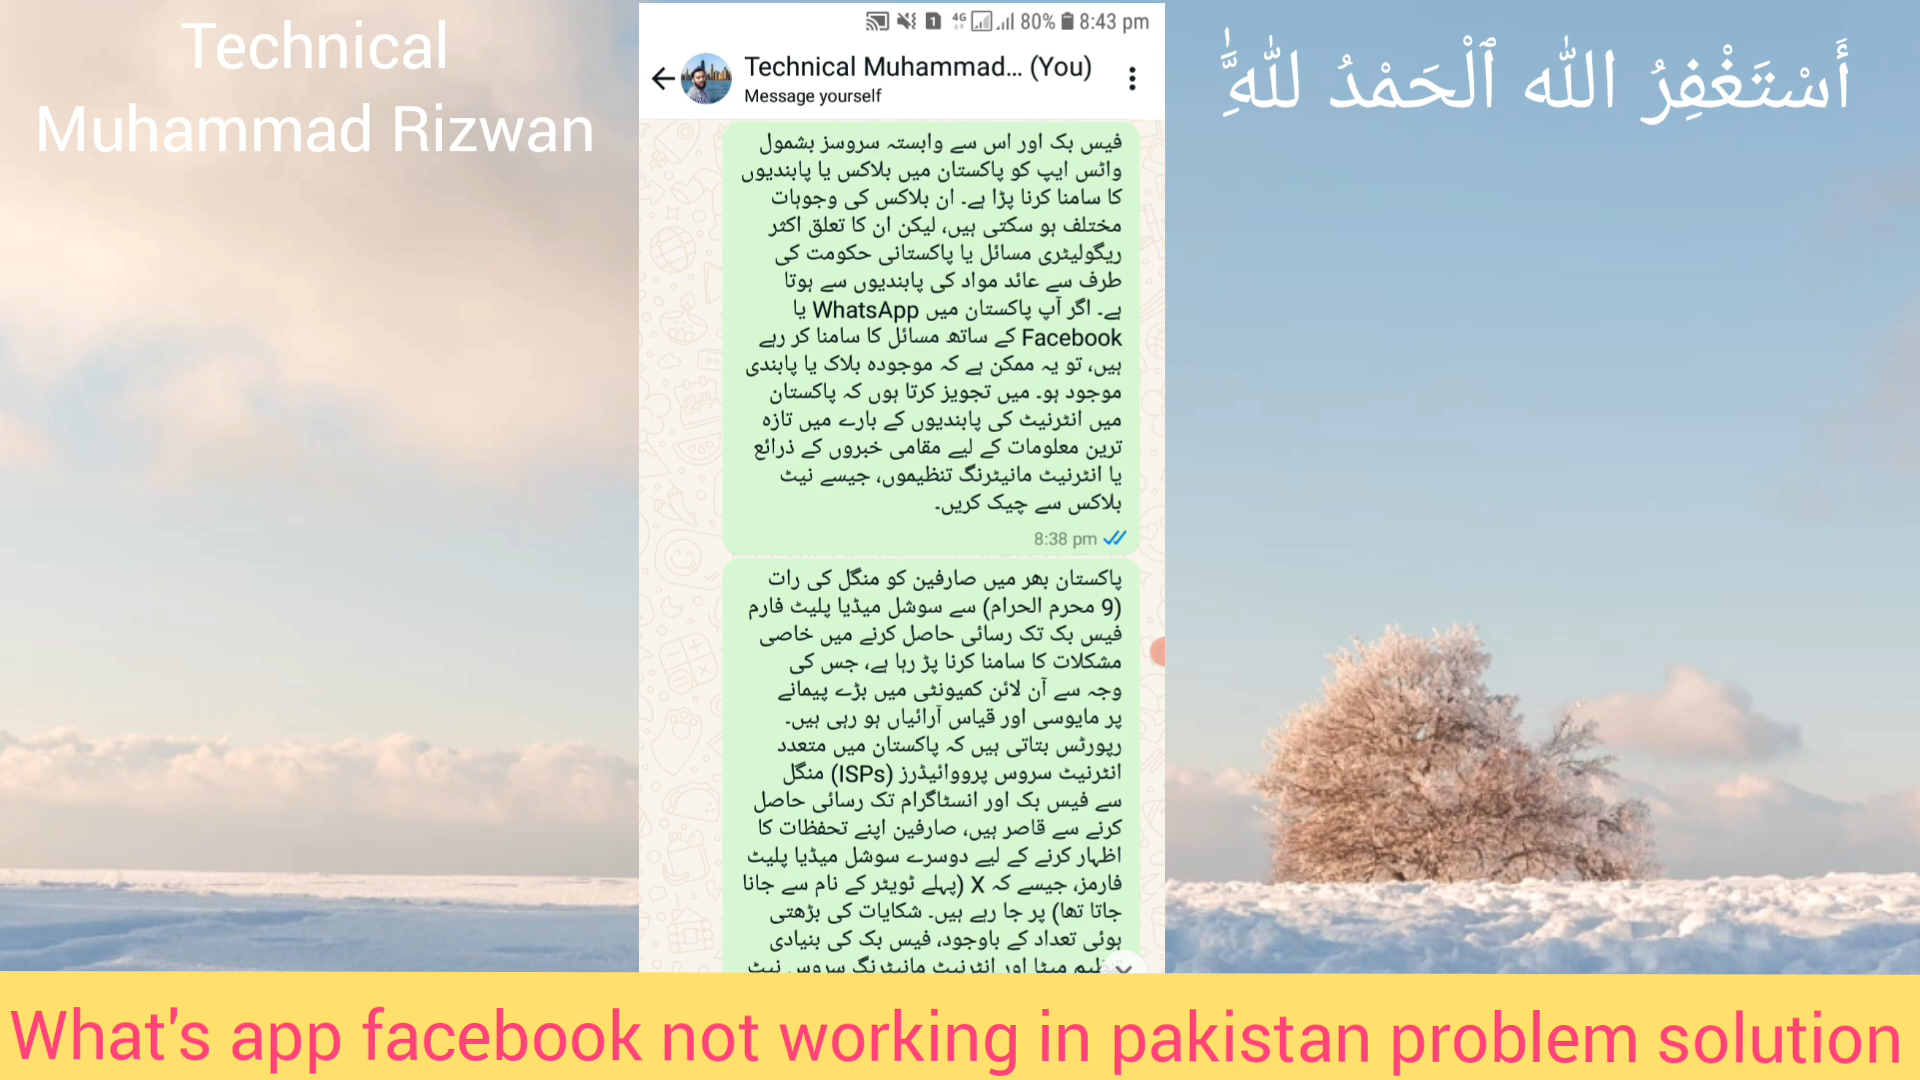 Technical
Muhammad Rizwan
80% 8:43 pm
4G
1
Technical Muhammad... (You)
Message yourself
أَسْتَغْفِرُ اللّٰه ٱلْحَمْدُ لِلّٰهِ
فیس بک اور اس سے وابستہ سروسز بشمول
واٹس ایپ کو پاکستان میں بلاکس یا پابندیوں
کا سامنا کرنا پڑا ہے۔ ان بلاکس کی وجوہات
مختلف ہو سکتی ہیں، لیکن ان کا تعلق اکثر
ریگولیٹری مسائل یا پاکستانی حکومت کی
طرف سے عائد مواد کی پابندیوں سے ہوتا
ہے۔ اگر آپ پاکستان میں WhatsApp یا
Facebook کے ساتھ مسائل کا سامنا کر رہے
ہیں، تو یہ ممکن ہے کہ موجودہ بلاک یا پابندی
موجود ہو۔ میں تجویز کرتا ہوں کہ پاکستان
میں انٹرنیٹ کی پابندیوں کے بارے میں تازہ
ترین معلومات کے لیے مقامی خبروں کے ذرائع
یا انٹرنیٹ مانیٹرنگ تنظیموں، جیسے نیٹ
بلاکس سے چیک کریں۔
8:38 pm
پاکستان بھر میں صارفین کو منگل کی رات
(9 محرم الحرام) سے سوشل میڈیا پلیٹ فارم
فیس بک تک رسائی حاصل کرنے میں خاصی
مشکلات کا سامنا کرنا پڑ رہا ہے، جس کی
وجہ سے آن لائن کمیونٹی میں بڑے پیمانے
پر مایوسی اور قیاس آرائیاں ہو رہی ہیں۔
رپورٹس بتاتی ہیں کہ پاکستان میں متعدد
انٹرنیٹ سروس پرووائیڈرز (ISPs) منگل
سے فیس بک اور انسٹاگرام تک رسائی حاصل
کرنے سے قاصر ہیں، صارفین اپنے تحفظات کا
اظہار کرنے کے لیے دوسرے سوشل میڈیا پلیٹ
فارمز، جیسے کہ X (پہلے ٹویٹر کے نام سے جانا
جاتا تھا) پر جا رہے ہیں۔ شکایات کی بڑھتی
ہوئی تعداد کے باوجود، فیس بک کی بنیادی
تنظیم میٹا اور انٹرنیٹ مانیٹرنگ سروس نیٹ
What's app facebook not working in pakistan problem solution